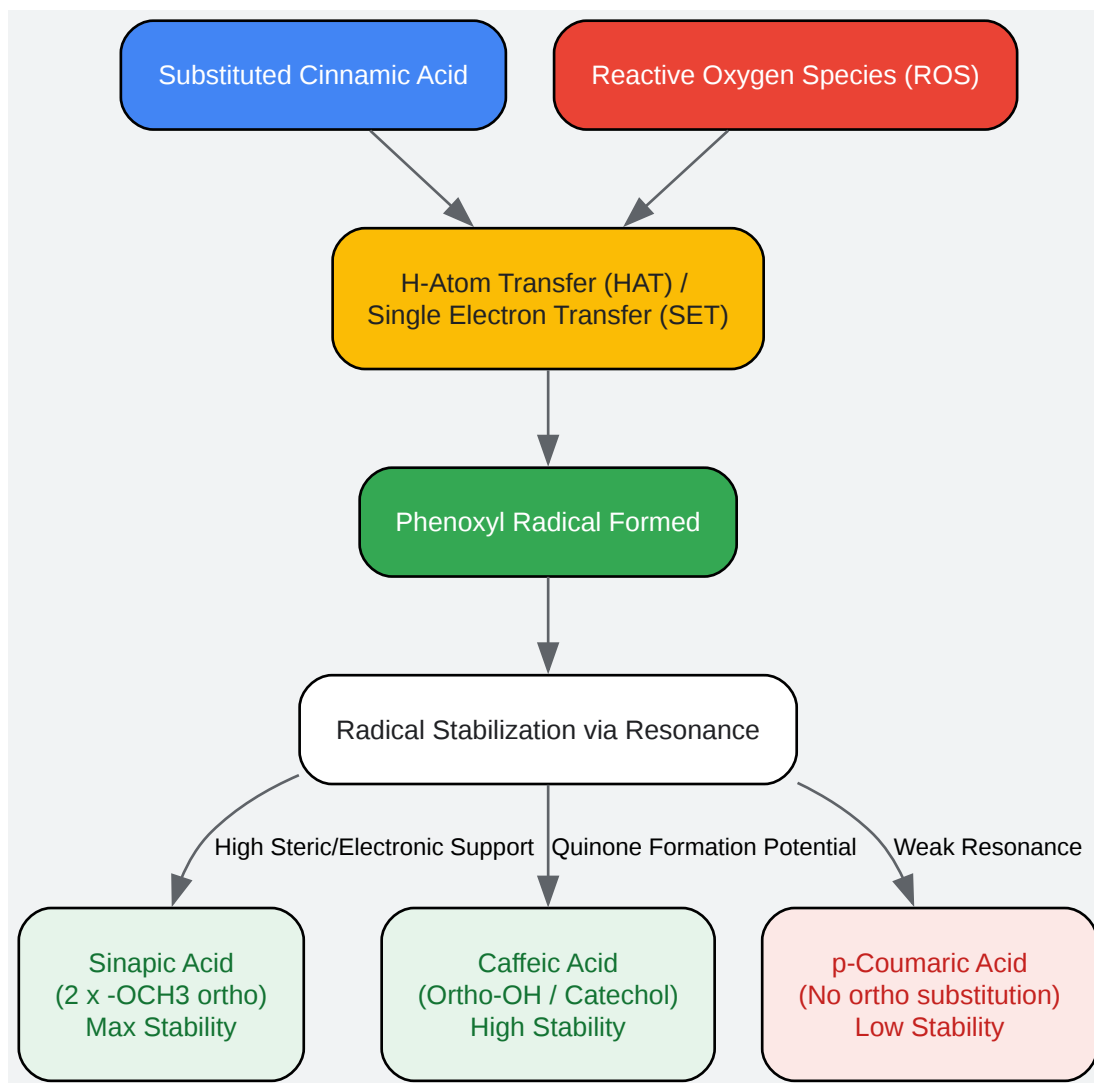 Substituted Cinnamic Acid
Reactive Oxygen Species (ROS)
H-Atom Transfer (HAT) /
Single Electron Transfer (SET)
Phenoxyl Radical Formed
Radical Stabilization via Resonance
High Steric/Electronic Support
Quinone Formation Potential
Weak Resonance
Sinapic Acid
(2 x -OCH3 ortho)
Max Stability
Caffeic Acid
(Ortho-OH / Catechol)
High Stability
p-Coumaric Acid
(No ortho substitution)
Low Stability